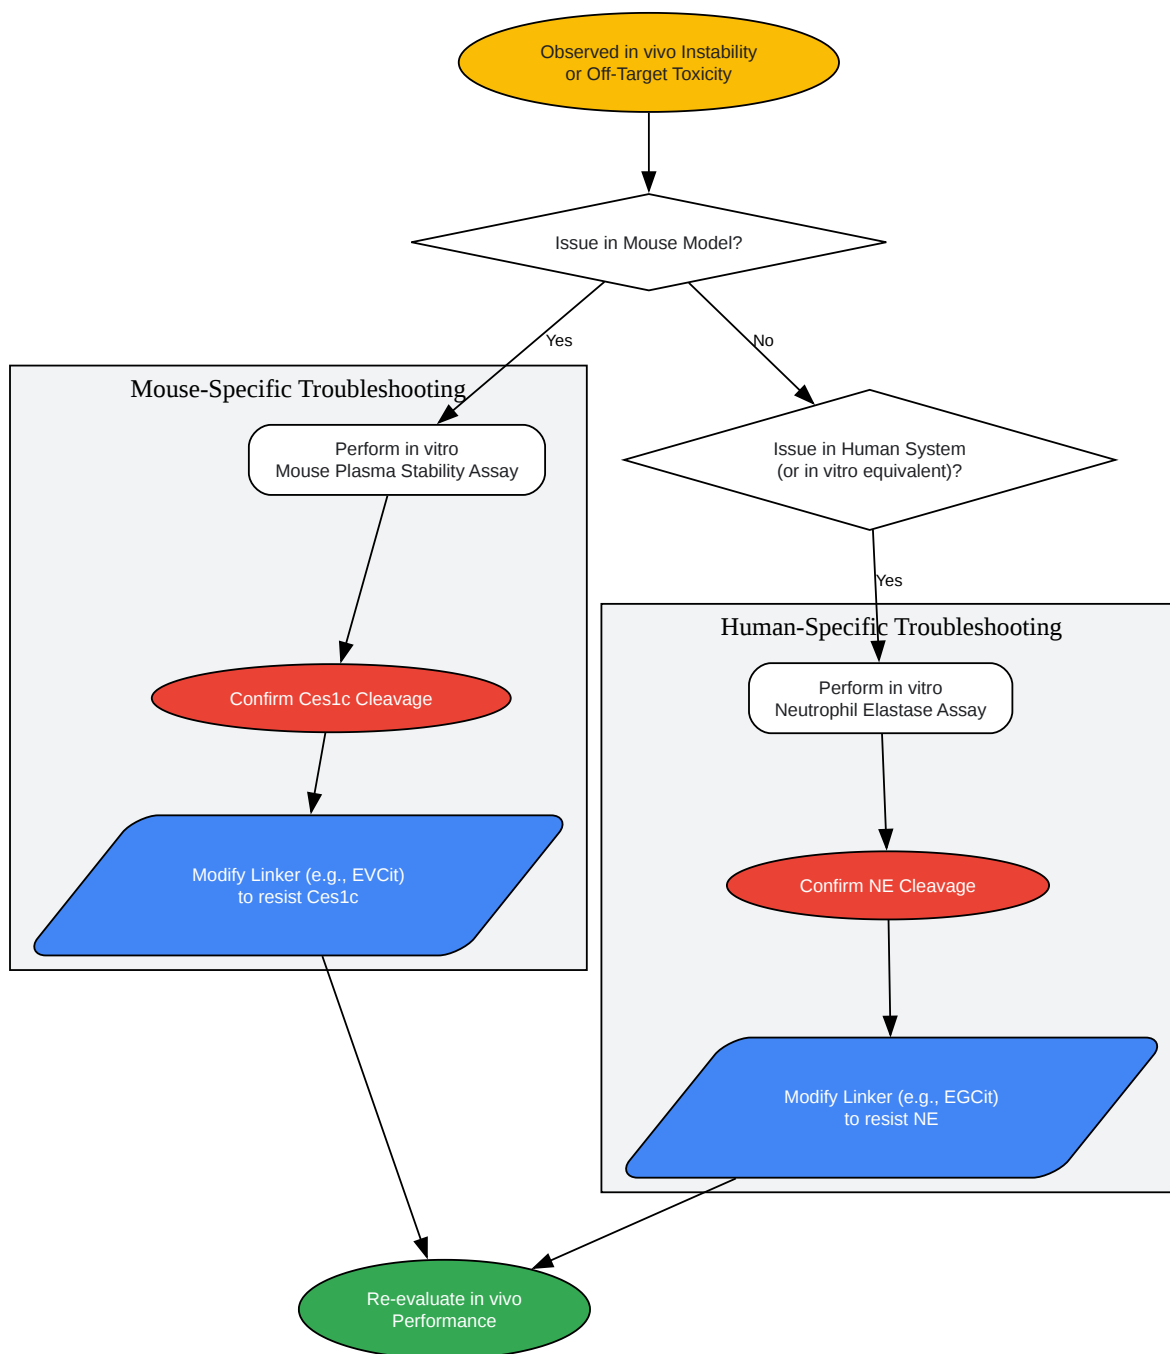 Observed in vivo Instability
or Off-Target Toxicity
Issue in Mouse Model?
Yes
No
Mouse-Specific Troubleshooting
Perform in vitro
Mouse Plasma Stability Assay
Issue in Human System
(or in vitro equivalent)?
Yes
Human-Specific Troubleshooting
Confirm Ces1c Cleavage
Perform in vitro
Neutrophil Elastase Assay
Modify Linker (e.g., EVCit)
to resist Ces1c
Confirm NE Cleavage
Modify Linker (e.g., EGCit)
to resist NE
Re-evaluate in vivo
Performance